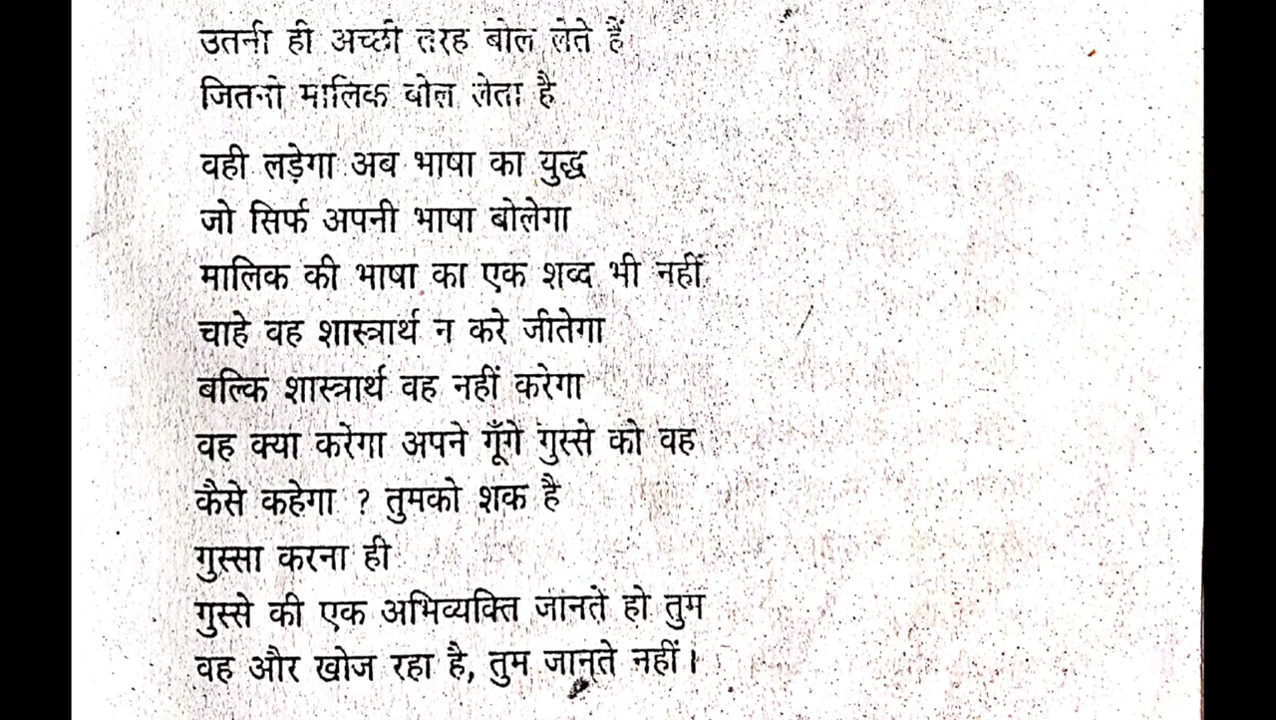 उतनी ही अच्छी तरह बोल लेते हैं
जितनी मालिक बोल लेता है
वही लड़ेगा अब भाषा का युद्ध
जो सिर्फ अपनी भाषा बोलेगा
मालिक की भाषा का एक शब्द भी नहीं
चाहे वह शास्त्रार्थ न करे जीतेगा
बल्कि शास्त्रार्थ वह नहीं करेगा
वह क्या करेगा अपने गूँगे गुस्से को वह
कैसे कहेगा ? तुमको शक है
गुस्सा करना ही
गुस्से की एक अभिव्यक्ति जानते हो तुम
वह और खोज रहा है, तुम जानते नहीं।